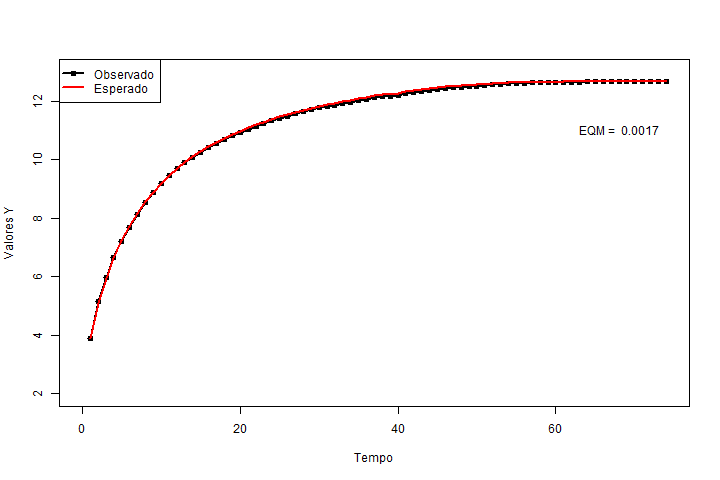 Observado
Esperado
EQM = 0.0017
Valores Y
12
10
8
6
4
2
0 20 40 60
Tempo